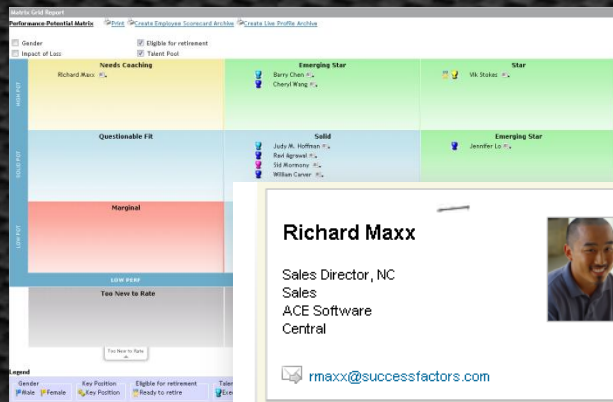 Matrix Grid Report
Performance-Potential Matrix Print Create Employee Scorecard Archive Create Live Profile Archive
Gender Eligible for retirement
Impact of Loss Talent Pool
Needs Coaching Emerging Star Star
Richard Maxx Barry Chen Vik Stokes
Cheryl Wang
HIGH POT
Questionable Fit Solid Emerging Star
Judy M. Hoffman Jennifer Lo
Ravi Agrawal
Sid Mormony
William Carver
SOLID POT
Marginal
LOW POT
LOW PERF
Too New to Rate
Too New to Rate
Legend
Gender Key Position Eligible for retirement
Male Female Key Position Ready to retire
Richard Maxx
Sales Director, NC
Sales
ACE Software
Central
rmaxx@successfactors.com